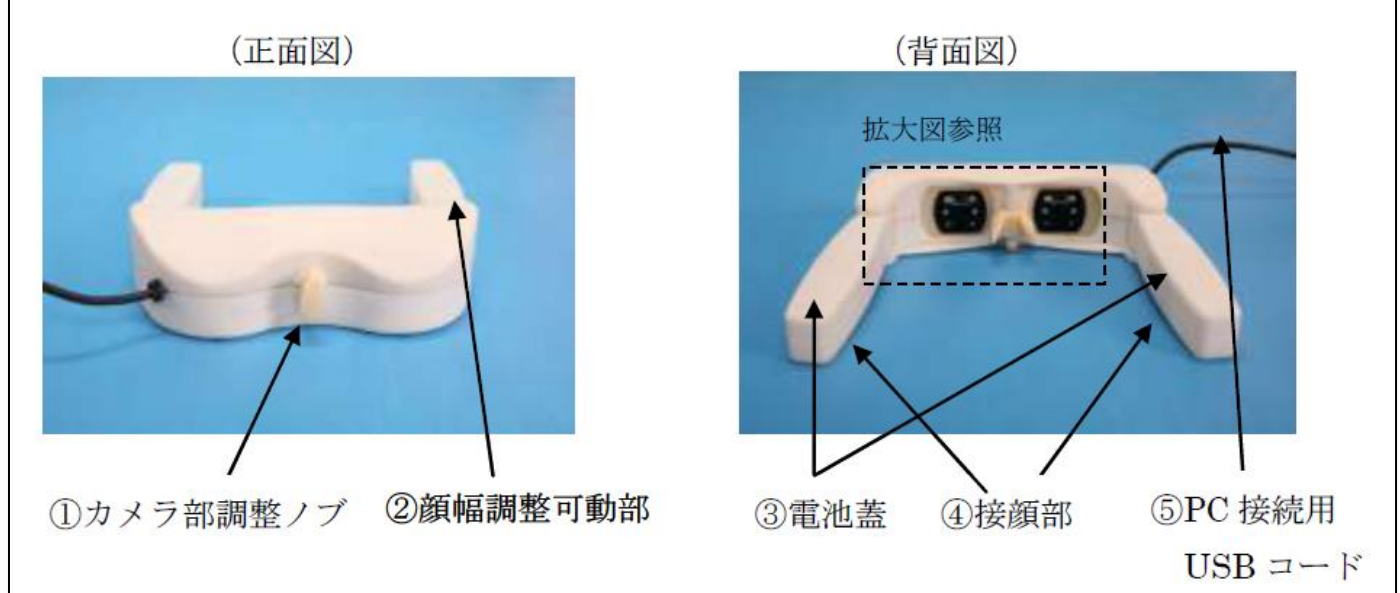 （正面図）
（背面図）
拡大図参照
①カメラ部調整ノブ
②顔幅調整可動部
③電池蓋
④接顔部
⑤PC 接続用
USB コード